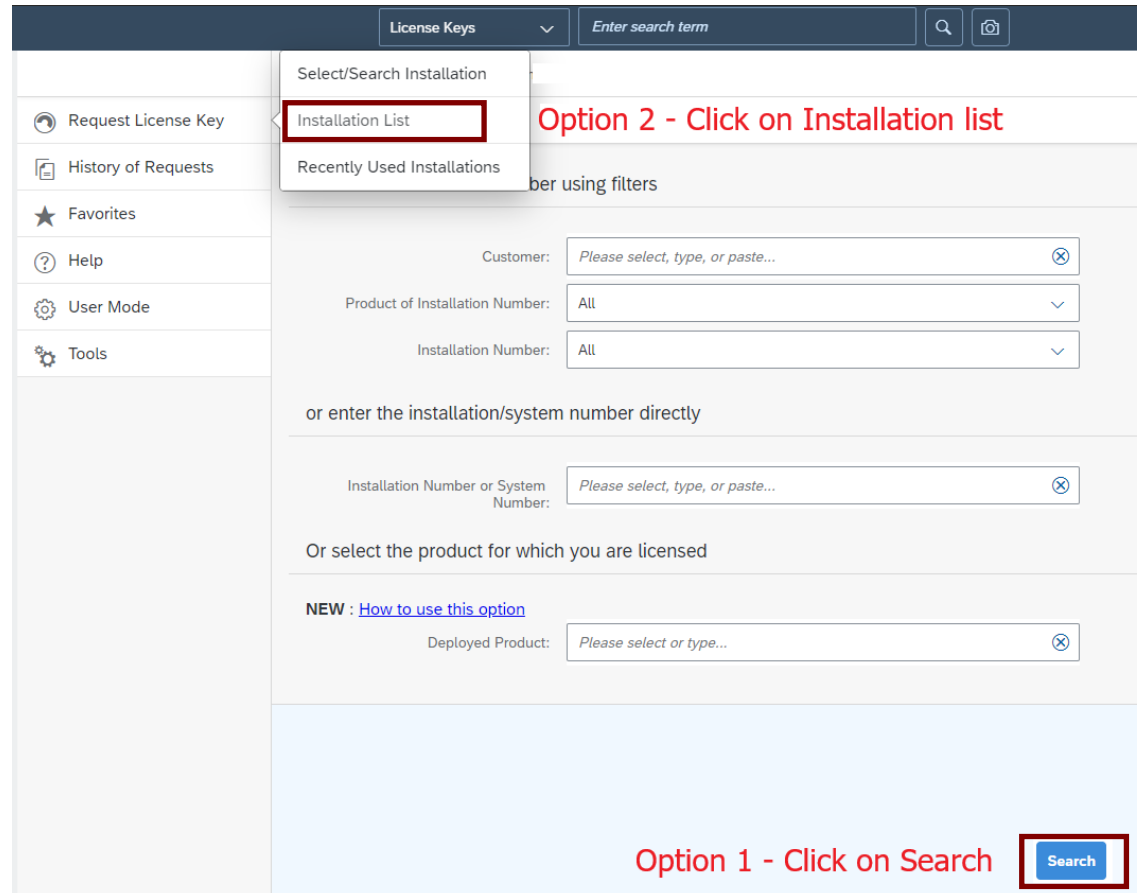 License Keys
Enter search term
Select/Search Installation
Request License Key
Installation List
Option 2 - Click on Installation list
History of Requests
Recently Used Installations
using filters
Favorites
Customer:
Please select, type, or paste...
Help
Product of Installation Number:
All
User Mode
Installation Number:
All
Tools
or enter the installation/system number directly
Installation Number or System
Number:
Please select, type, or paste...
Or select the product for which you are licensed
NEW : How to use this option
Deployed Product:
Please select or type...
Option 1 - Click on Search
Search